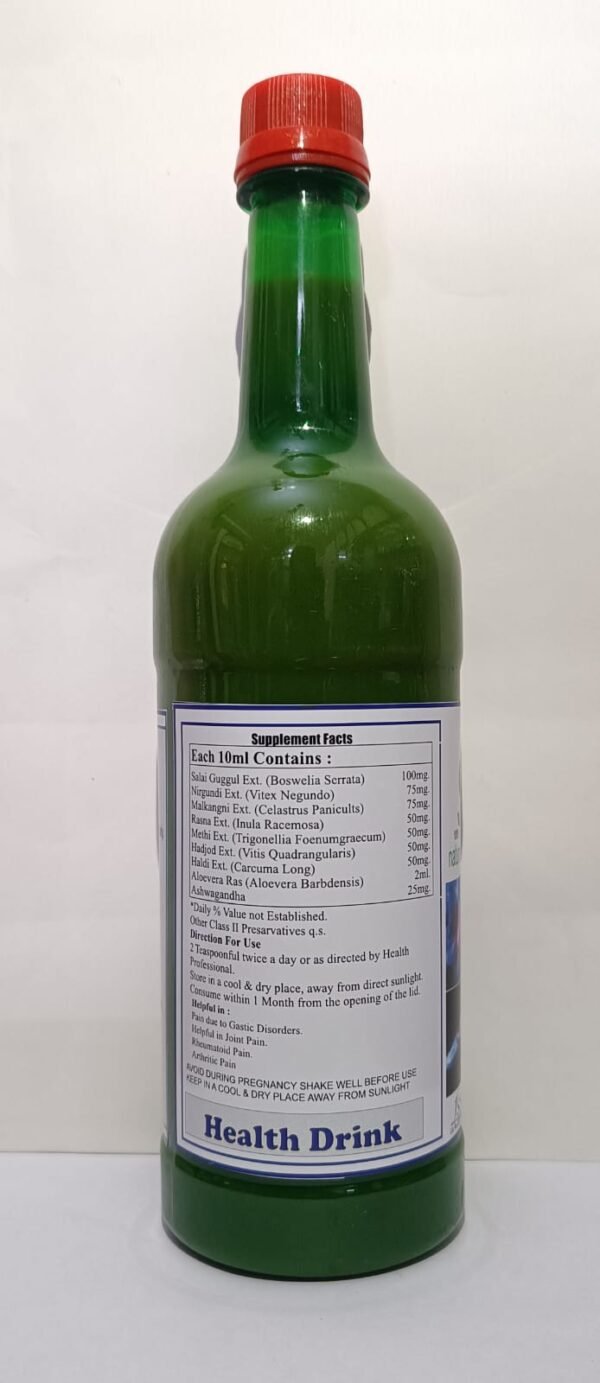 Supplement Facts
Each 10ml Contains :
Salai Guggul Ext. (Boswelia Serrata) 100mg.
Nirgundi Ext. (Vitex Negundo) 75mg.
Malkangni Ext. (Celastrus Panicults) 75mg.
Rasna Ext. (Inula Racemosa) 50mg.
Methi Ext. (Trigonellia Foenumgraecum) 50mg.
Hadjod Ext. (Vitis Quadrangularis) 50mg.
Haldi Ext. (Carcuma Long) 50mg.
Aloevera Ras (Aloevera Barbdensis) 2ml.
Ashwagandha 25mg.
*Daily % Value not Established.
Other Class II Presarvatives q.s.
Direction For Use
2 Teaspoonful twice a day or as directed by Health
Professional.
Store in a cool & dry place, away from direct sunlight.
Consume within 1 Month from the opening of the lid.
Helpful in :
Pain due to Gastic Disorders.
Helpful in Joint Pain.
Rheumatoid Pain.
Arthritic Pain
AVOID DURING PREGNANCY SHAKE WELL BEFORE USE
KEEP IN A COOL & DRY PLACE AWAY FROM SUNLIGHT
Health Drink